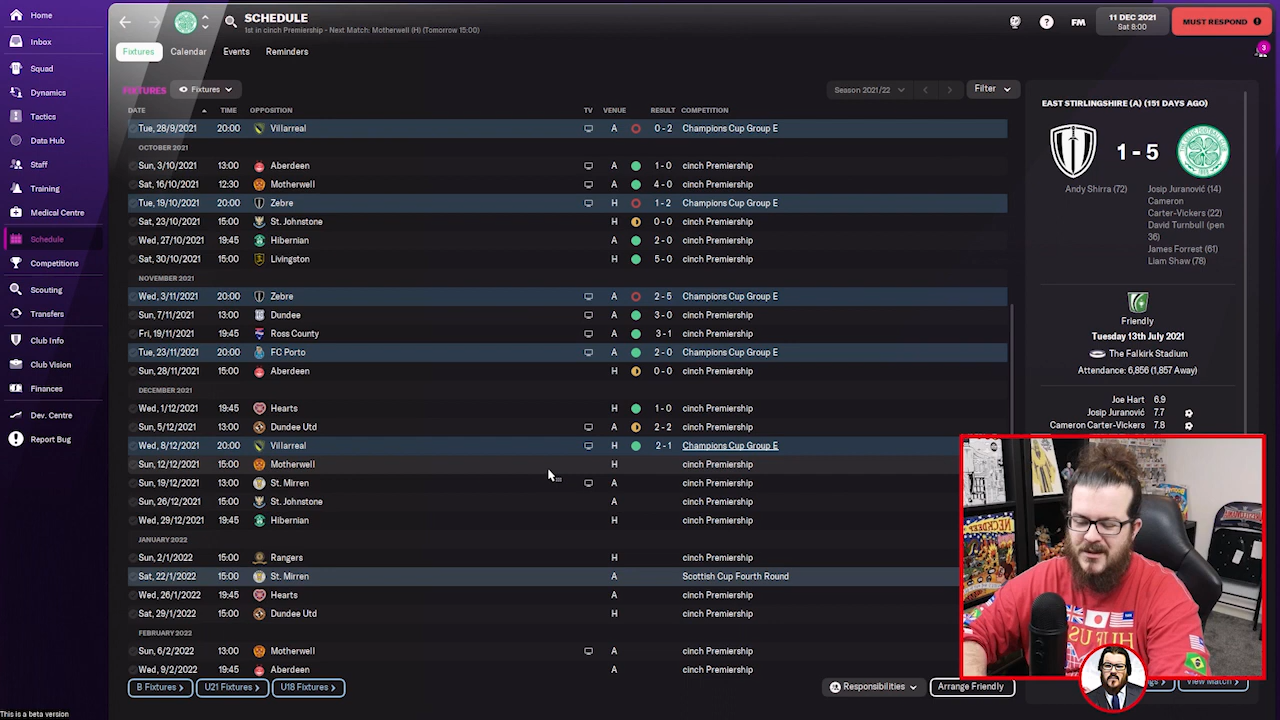 Home
Inbox
Squad
Dynamics
Tactics
Data Hub
Staff
Training
Medical Centre
Schedule
Competitions
Scouting
Transfers
Club Info
Club Vision
Finances
Dev. Centre
Report Bug
This is a beta version
SCHEDULE
1st in cinch Premiership - Next Match: Motherwell (H) (Tomorrow 15:00)
FM
11 DEC 2021
Sat 8:00
MUST RESPOND
3
Fixtures Calendar Events Reminders
FIXTURES Fixtures
Season 2021/22 Filter
DATE TIME OPPOSITION TV VENUE RESULT COMPETITION
Tue, 28/9/2021 20:00 Villarreal A 0-2 Champions Cup Group E
OCTOBER 2021
Sun, 3/10/2021 13:00 Aberdeen A 1-0 cinch Premiership
Sat, 16/10/2021 12:30 Motherwell A 4-0 cinch Premiership
Tue, 19/10/2021 20:00 Zebre H 1-2 Champions Cup Group E
Sat, 23/10/2021 15:00 St. Johnstone H 0-0 cinch Premiership
Wed, 27/10/2021 19:45 Hibernian A 2-0 cinch Premiership
Sat, 30/10/2021 15:00 Livingston H 5-0 cinch Premiership
NOVEMBER 2021
Wed, 3/11/2021 20:00 Zebre A 2-5 Champions Cup Group E
Sun, 7/11/2021 13:00 Dundee A 3-0 cinch Premiership
Fri, 19/11/2021 19:45 Ross County A 3-1 cinch Premiership
Tue, 23/11/2021 20:00 FC Porto A 2-0 Champions Cup Group E
Sun, 28/11/2021 15:00 Aberdeen H 0-0 cinch Premiership
DECEMBER 2021
Wed, 1/12/2021 19:45 Hearts H 1-0 cinch Premiership
Sun, 5/12/2021 13:00 Dundee Utd A 2-2 cinch Premiership
Wed, 8/12/2021 20:00 Villarreal H 2-1 Champions Cup Group E
Sun, 12/12/2021 15:00 Motherwell H cinch Premiership
Sun, 19/12/2021 13:00 St. Mirren A cinch Premiership
Sun, 26/12/2021 15:00 St. Johnstone A cinch Premiership
Wed, 29/12/2021 19:45 Hibernian H cinch Premiership
JANUARY 2022
Sun, 2/1/2022 15:00 Rangers H cinch Premiership
Sat, 22/1/2022 15:00 St. Mirren A Scottish Cup Fourth Round
Wed, 26/1/2022 19:45 Hearts A cinch Premiership
Sat, 29/1/2022 15:00 Dundee Utd H cinch Premiership
FEBRUARY 2022
Sun, 6/2/2022 15:00 Motherwell A cinch Premiership
Wed, 9/2/2022 19:45 Aberdeen A cinch Premiership
B Fixtures U21 Fixtures U18 Fixtures
Responsibilities Arrange Friendly
View Match
EAST STIRLINGSHIRE (A) (151 DAYS AGO)
1 - 5
Andy Shirra (72)
Josip Juranović (14)
Cameron
Carter-Vickers (22)
David Turnbull (pen
36)
James Forrest (61)
Liam Shaw (78)
Friendly
Tuesday 13th July 2021
The Falkirk Stadium
Attendance: 6,856 (1,857 Away)
Joe Hart 6.9
Josip Juranović 7.7
Cameron Carter-Vickers 7.8
NECK DEEP